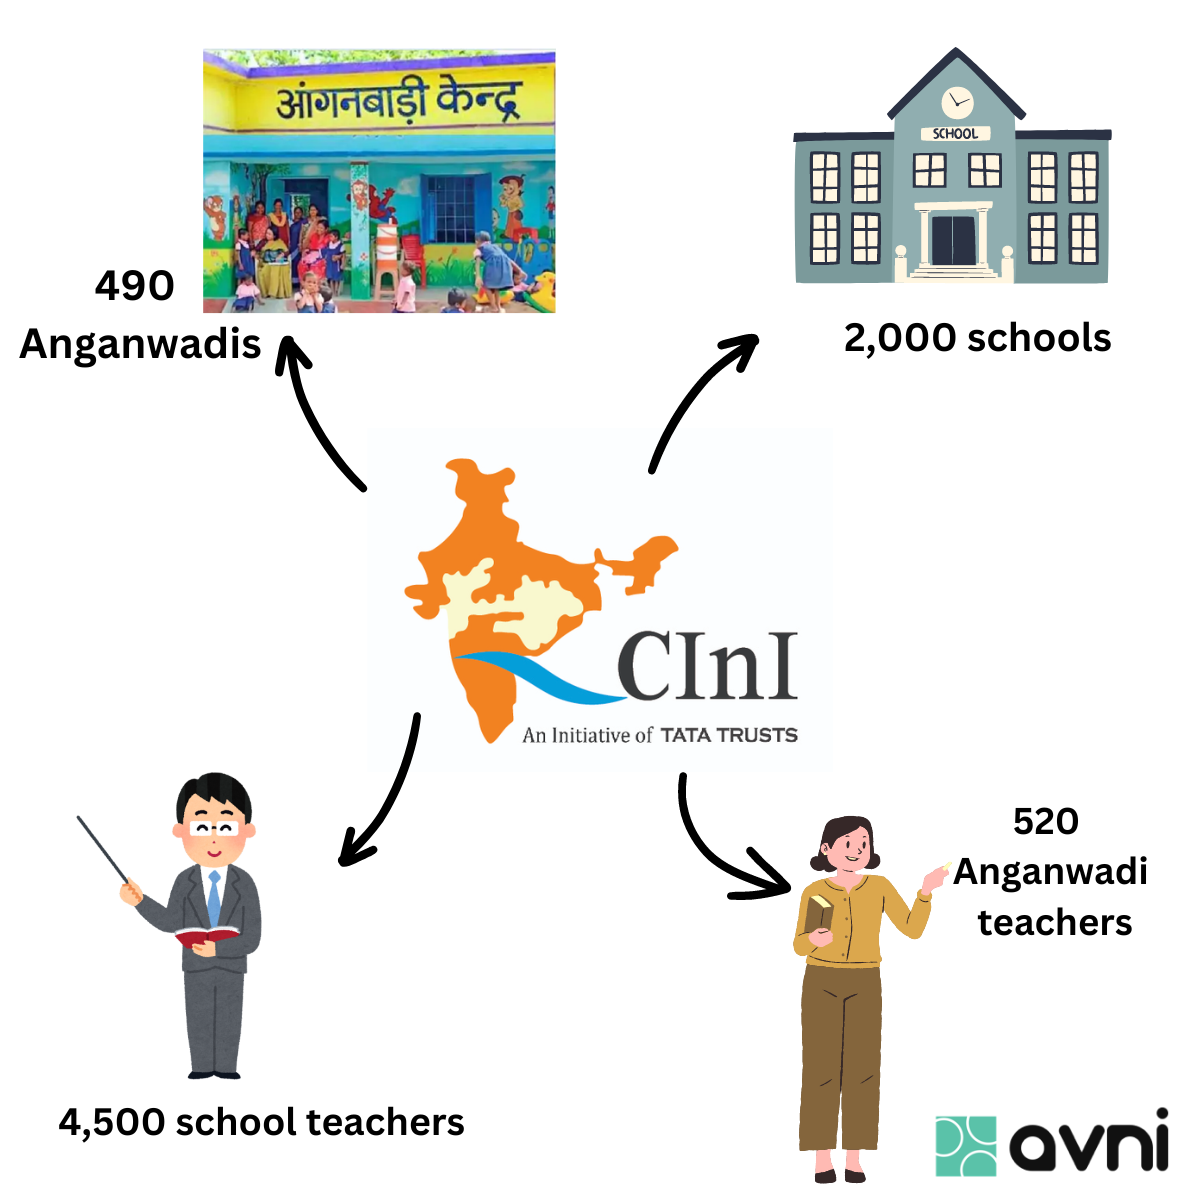 आंगनबाड़ी केन्द्र
SCHOOL
490
Anganwadis
2,000 schools
CInI
An Initiative of TATA TRUSTS
520
Anganwadi
teachers
4,500 school teachers
avni